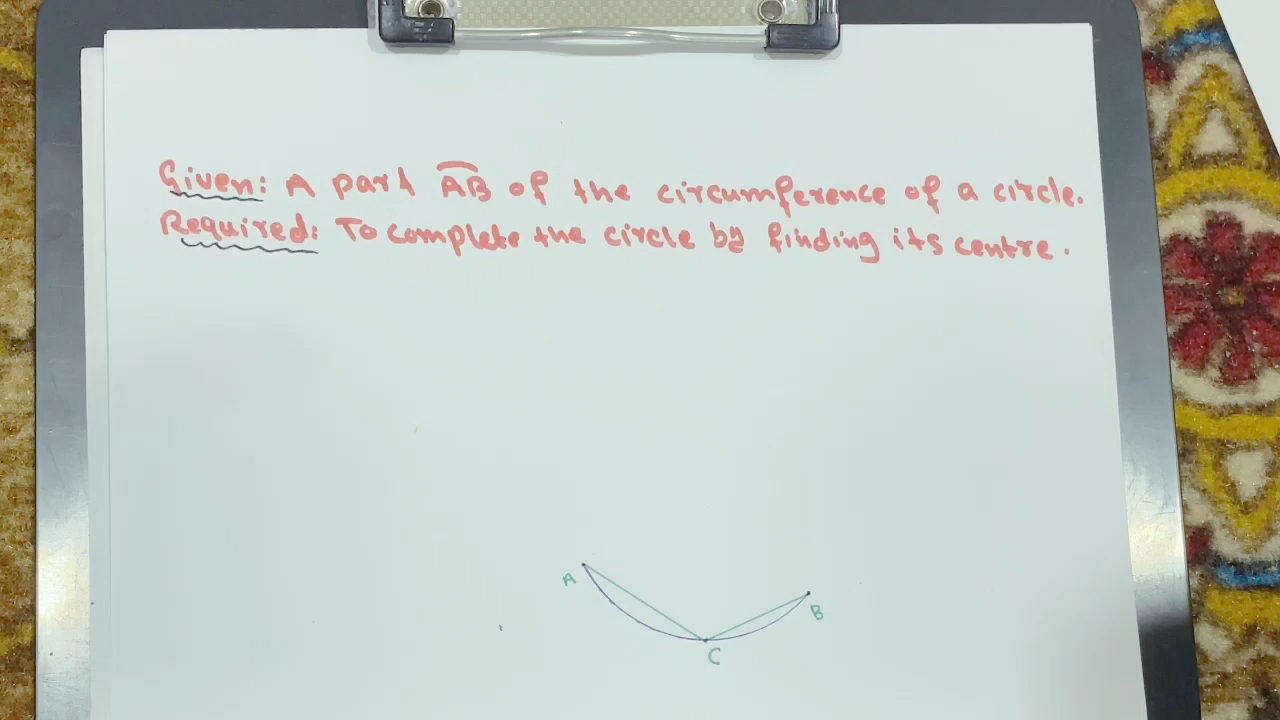 Given: A part AB of the circumference of a circle.
Required: To complete the circle by finding its centre.
A
B
C